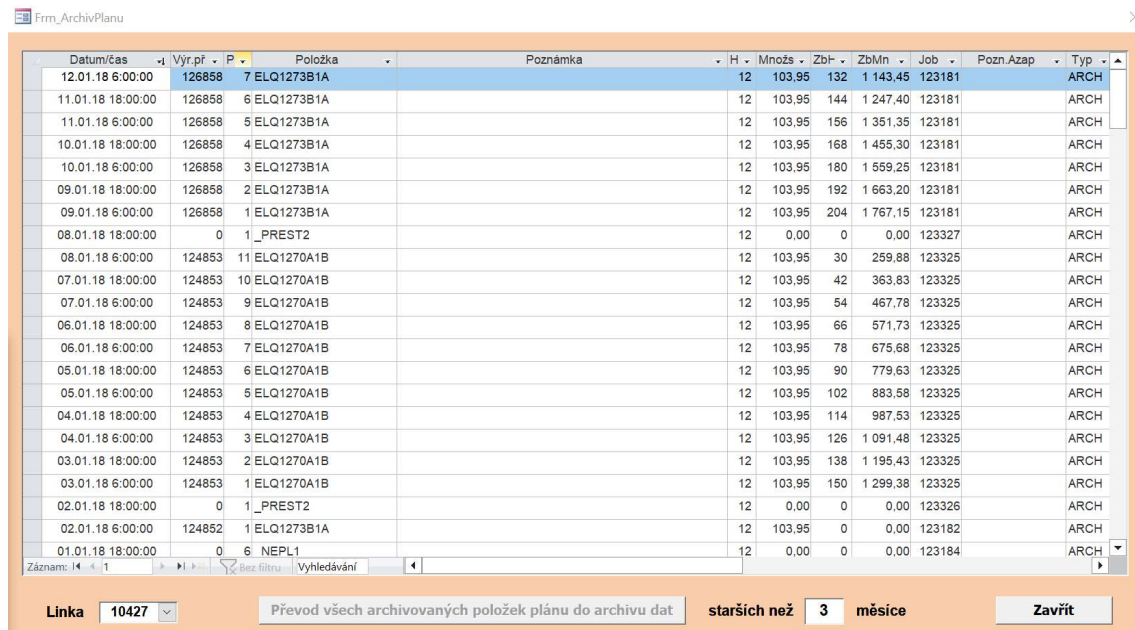 Frm_ArchivPlanu
Datum/čas Výr.př P Položka Poznámka H Množs ZbH ZbMn Job Pozn.Azap Typ
12.01.18 6:00:00 126858 7 ELQ1273B1A 12 103,95 132 1 143,45 123181 ARCH
11.01.18 18:00:00 126858 6 ELQ1273B1A 12 103,95 144 1 247,40 123181 ARCH
11.01.18 6:00:00 126858 5 ELQ1273B1A 12 103,95 156 1 351,35 123181 ARCH
10.01.18 18:00:00 126858 4 ELQ1273B1A 12 103,95 168 1 455,30 123181 ARCH
10.01.18 6:00:00 126858 3 ELQ1273B1A 12 103,95 180 1 559,25 123181 ARCH
09.01.18 18:00:00 126858 2 ELQ1273B1A 12 103,95 192 1 663,20 123181 ARCH
09.01.18 6:00:00 126858 1 ELQ1273B1A 12 103,95 204 1 767,15 123181 ARCH
08.01.18 18:00:00 0 1 _PREST2 12 0,00 0 0,00 123327 ARCH
08.01.18 6:00:00 124853 11 ELQ1270A1B 12 103,95 30 259,88 123325 ARCH
07.01.18 18:00:00 124853 10 ELQ1270A1B 12 103,95 42 363,83 123325 ARCH
07.01.18 6:00:00 124853 9 ELQ1270A1B 12 103,95 54 467,78 123325 ARCH
06.01.18 18:00:00 124853 8 ELQ1270A1B 12 103,95 66 571,73 123325 ARCH
06.01.18 6:00:00 124853 7 ELQ1270A1B 12 103,95 78 675,68 123325 ARCH
05.01.18 18:00:00 124853 6 ELQ1270A1B 12 103,95 90 779,63 123325 ARCH
05.01.18 6:00:00 124853 5 ELQ1270A1B 12 103,95 102 883,58 123325 ARCH
04.01.18 18:00:00 124853 4 ELQ1270A1B 12 103,95 114 987,53 123325 ARCH
04.01.18 6:00:00 124853 3 ELQ1270A1B 12 103,95 126 1 091,48 123325 ARCH
03.01.18 18:00:00 124853 2 ELQ1270A1B 12 103,95 138 1 195,43 123325 ARCH
03.01.18 6:00:00 124853 1 ELQ1270A1B 12 103,95 150 1 299,38 123325 ARCH
02.01.18 18:00:00 0 1 _PREST2 12 0,00 0 0,00 123326 ARCH
02.01.18 6:00:00 124852 1 ELQ1273B1A 12 103,95 0 0,00 123182 ARCH
01.01.18 18:00:00 0 6 _NEPL1 12 0,00 0 0,00 123184 ARCH
Záznam: 1 Bez filtru Vyhledávání
Linka 10427 Převod všech archivovaných položek plánu do archivu dat starších než 3 měsíce Zavřít